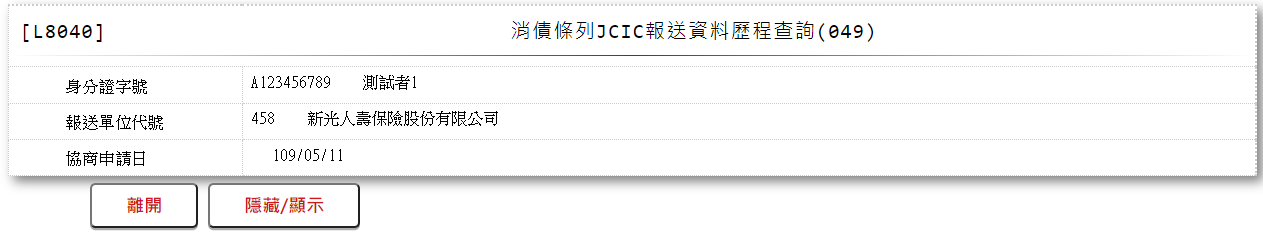 [L8040] 消債條列JCIC報送資料歷程查詢(049)
身分證字號 A123456789 測試者1
報送單位代號 458 新光人壽保險股份有限公司
協商申請日 109/05/11
離開 隱藏/顯示